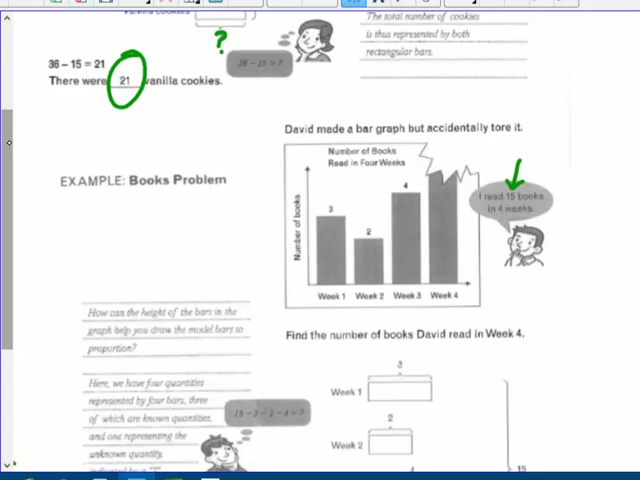 The total number of cookies
is thus represented by both
rectangular bars.
?
36 – 15 = ?
36 – 15 = 21
There were 21 vanilla cookies.
David made a bar graph but accidentally tore it.
EXAMPLE: Books Problem
Number of Books
Read in Four Weeks
Number of books
3
2
4
Week 1 Week 2 Week 3 Week 4
I read 15 books
in 4 weeks.
How can the height of the bars in the
graph help you draw the model bars to
proportion?
Find the number of books David read in Week 4.
Here, we have four quantities
represented by four bars, three
of which are known quantities,
and one representing the
unknown quantity,
15 – 3 – 2 – 4 = ?
3
Week 1
2
Week 2
4
15